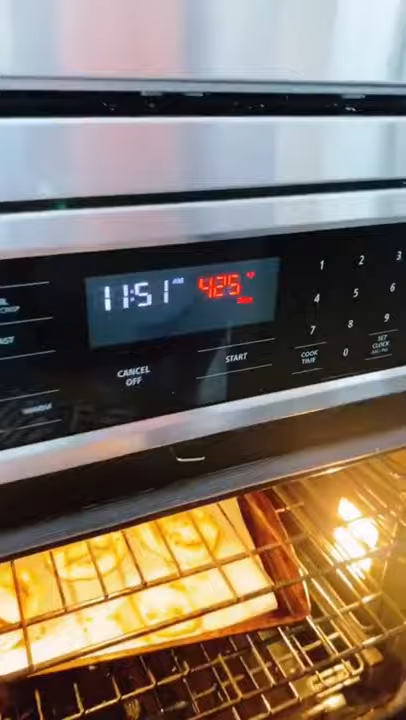 11:51 AM 425 °F
1 2 3
4 5 6
7 8 9
0
CANCEL
OFF
START
COOK
TIME
SET
CLOCK